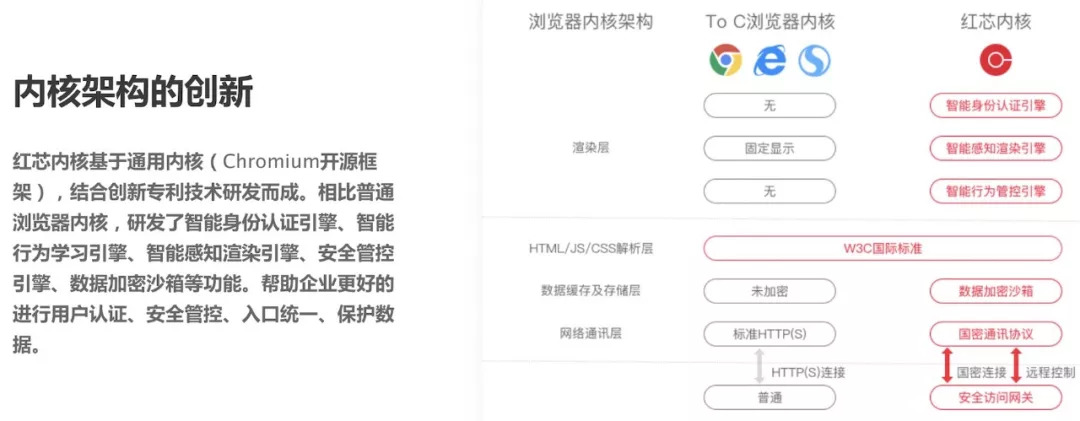 内核架构的创新
红芯内核基于通用内核（Chromium开源框
架），结合创新专利技术研发而成。相比普通
浏览器内核，研发了智能身份认证引擎、智能
行为学习引擎、智能感知渲染引擎、安全管控
引擎、数据加密沙箱等功能。帮助企业更好的
进行用户认证、安全管控、入口统一、保护数
据。
浏览器内核架构 To C浏览器内核 红芯内核
无 智能身份认证引擎
渲染层 固定显示 智能感知渲染引擎
无 智能行为管控引擎
HTML/JS/CSS解析层 W3C国际标准
数据缓存及存储层 未加密 数据加密沙箱
网络通讯层 标准HTTP(S) 国密通讯协议
HTTP(S)连接 国密连接 远程控制
普通 安全访问网关